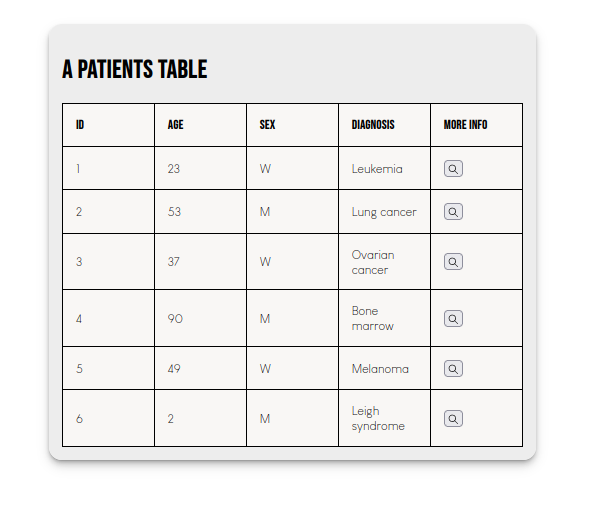 A PATIENTS TABLE
ID AGE SEX DIAGNOSIS MORE INFO
1 23 W Leukemia
2 53 M Lung cancer
3 37 W Ovarian
cancer
4 90 M Bone
marrow
5 49 W Melanoma
6 2 M Leigh
syndrome